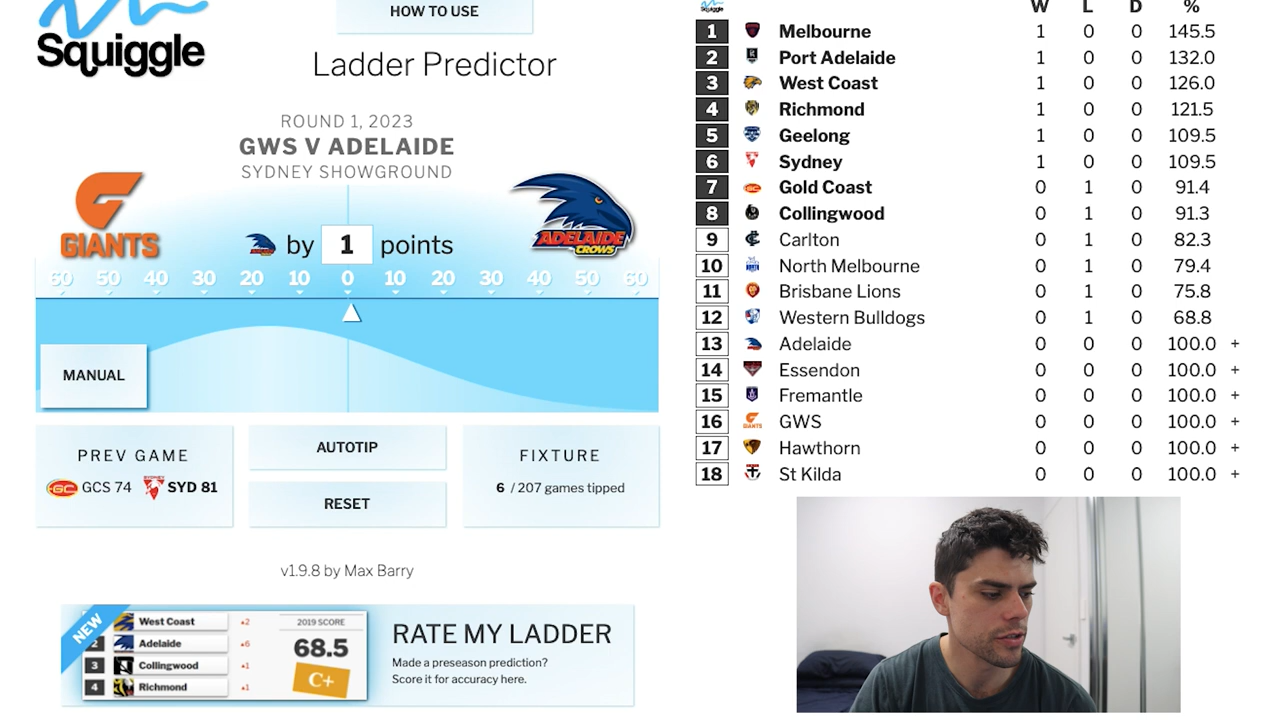 HOW TO USE
Squiggle
Ladder Predictor
ROUND 1, 2023
GWS V ADELAIDE
SYDNEY SHOWGROUND
GIANTS
ADELAIDE
CROWS
by 1 points
60 50 40 30 20 10 0 10 20 30 40 50 60
MANUAL
PREV GAME
GCS 74 SYD 81
AUTOTIP
RESET
FIXTURE
6 / 207 games tipped
v1.9.8 by Max Barry
NEW
West Coast 2
2 Adelaide 6
3 Collingwood 1
4 Richmond 1
2019 SCORE
68.5
C+
RATE MY LADDER
Made a preseason prediction?
Score it for accuracy here.
Squiggle W L D %
1 Melbourne 1 0 0 145.5
2 Port Adelaide 1 0 0 132.0
3 West Coast 1 0 0 126.0
4 Richmond 1 0 0 121.5
5 Geelong 1 0 0 109.5
6 Sydney 1 0 0 109.5
7 Gold Coast 0 1 0 91.4
8 Collingwood 0 1 0 91.3
9 Carlton 0 1 0 82.3
10 North Melbourne 0 1 0 79.4
11 Brisbane Lions 0 1 0 75.8
12 Western Bulldogs 0 1 0 68.8
13 Adelaide 0 0 0 100.0 +
14 Essendon 0 0 0 100.0 +
15 Fremantle 0 0 0 100.0 +
16 GWS 0 0 0 100.0 +
17 Hawthorn 0 0 0 100.0 +
18 St Kilda 0 0 0 100.0 +